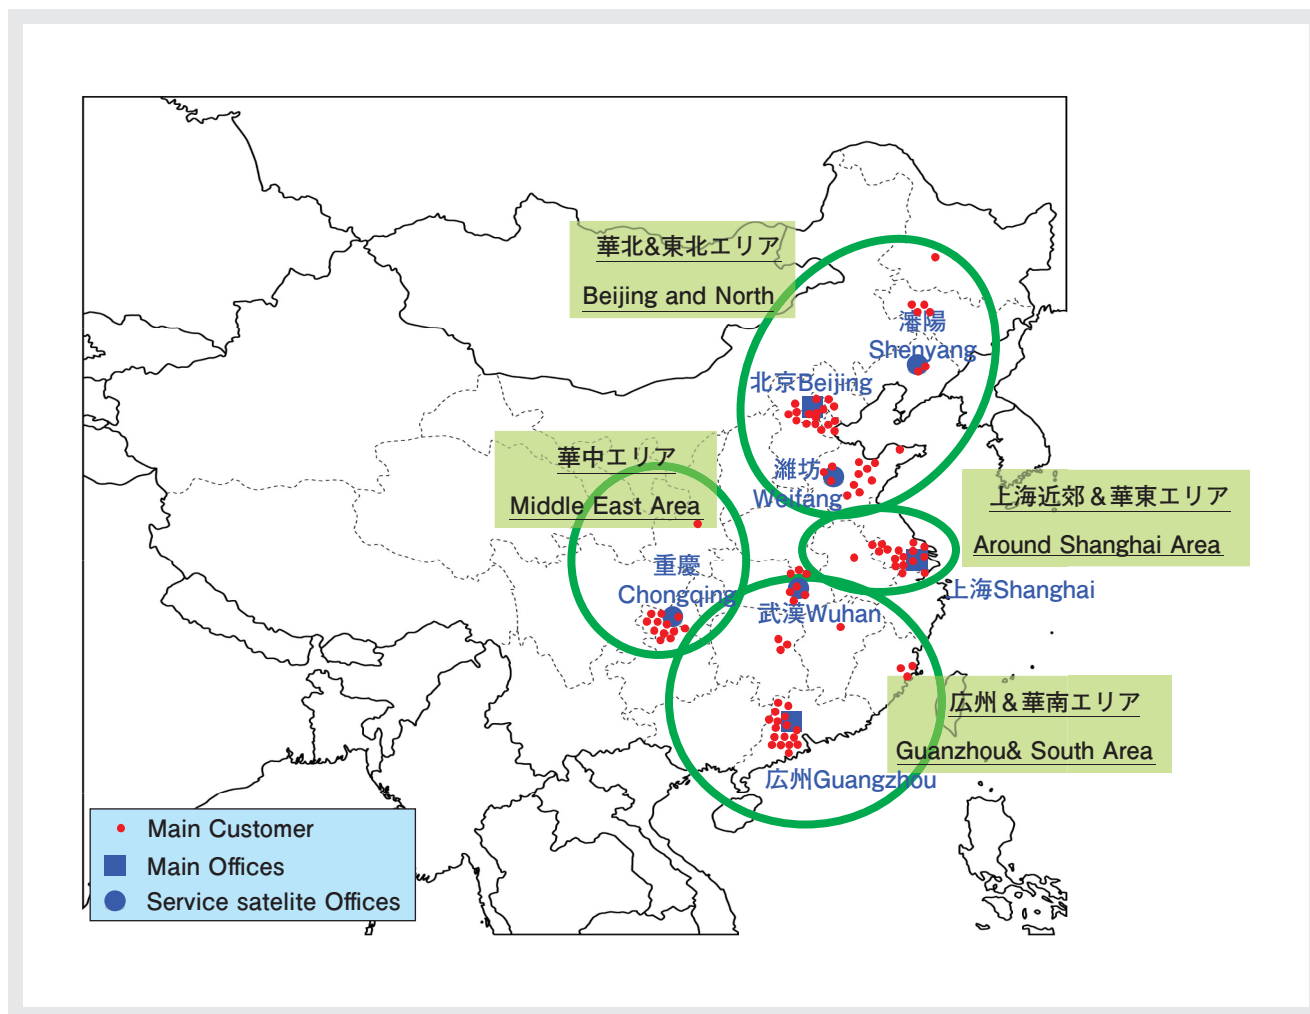 華北&東北エリア
Beijing and North
瀋陽
Shenyang
北京Beijing
華中エリア
Middle East Area
濰坊
Weifang
上海近郊＆華東エリア
Around Shanghai Area
重慶
Chongqing
上海Shanghai
武漢Wuhan
広州＆華南エリア
Guanzhou& South Area
広州Guangzhou
Main Customer
Main Offices
Service satelite Offices